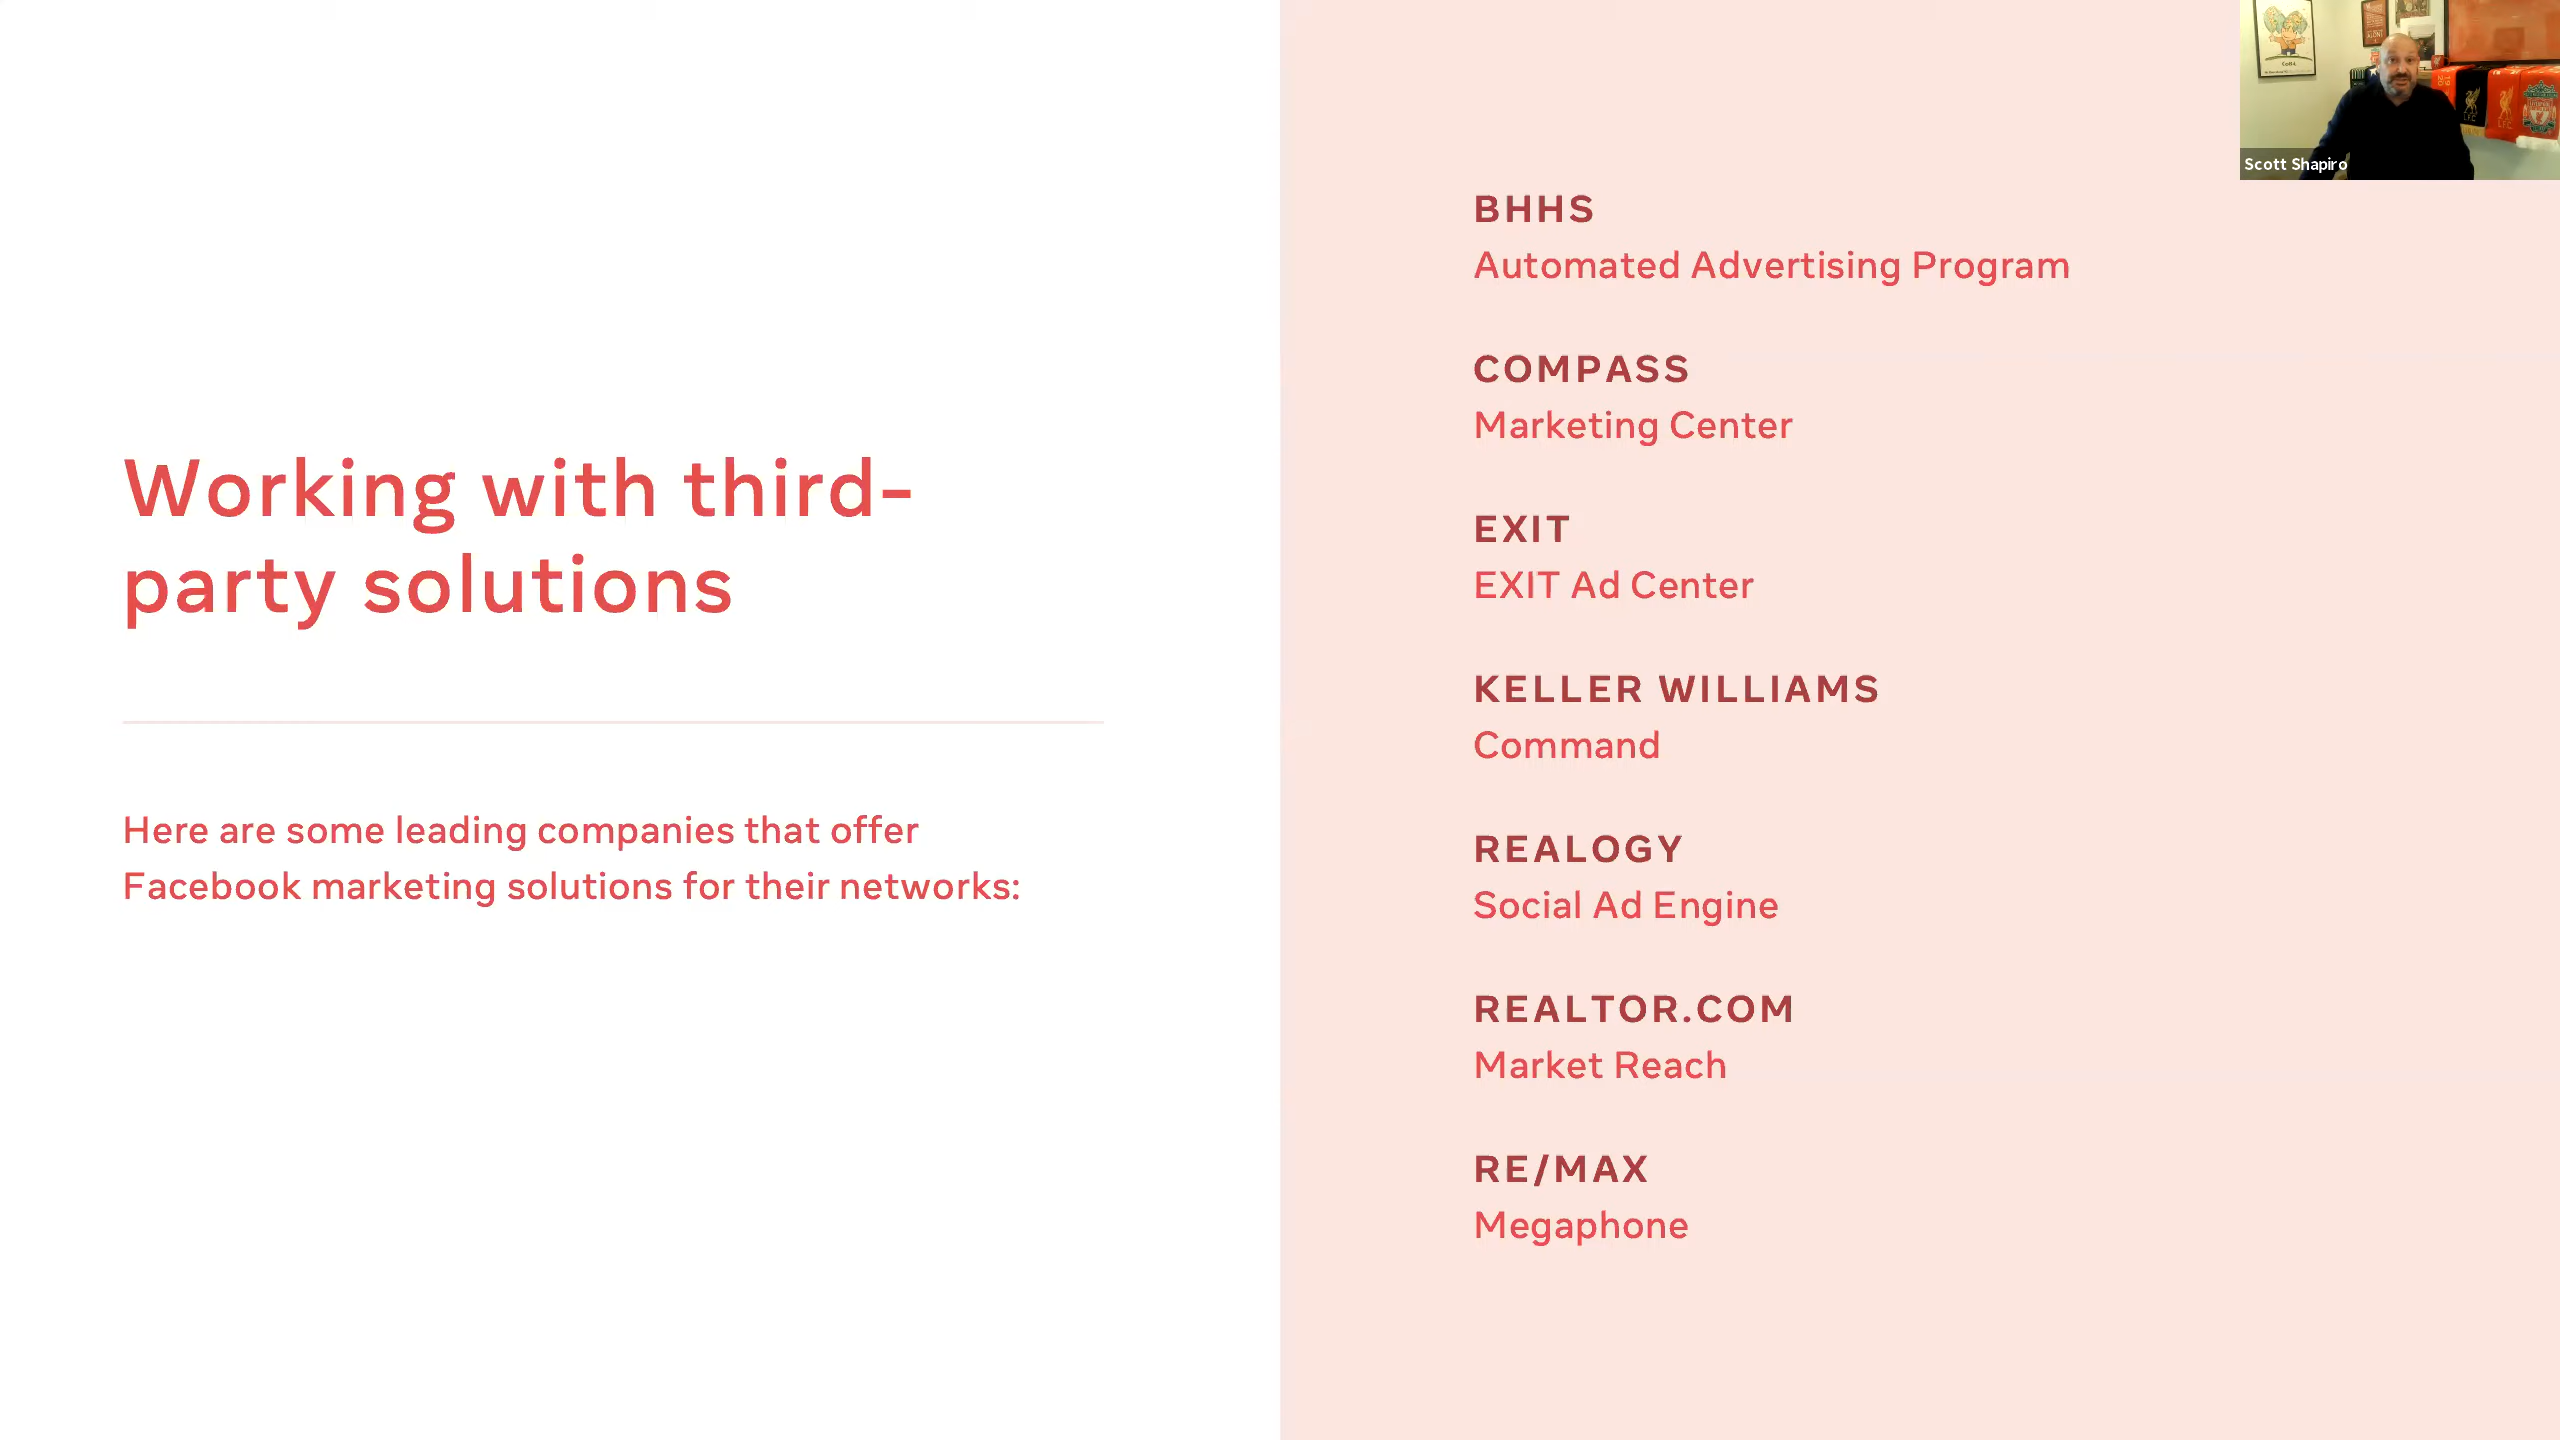 Working with third-
party solutions
Here are some leading companies that offer
Facebook marketing solutions for their networks:
BHHS
Automated Advertising Program
COMPASS
Marketing Center
EXIT
EXIT Ad Center
KELLER WILLIAMS
Command
REALOGY
Social Ad Engine
REALTOR.COM
Market Reach
RE/MAX
Megaphone
Scott Shapiro
LFC
LFC